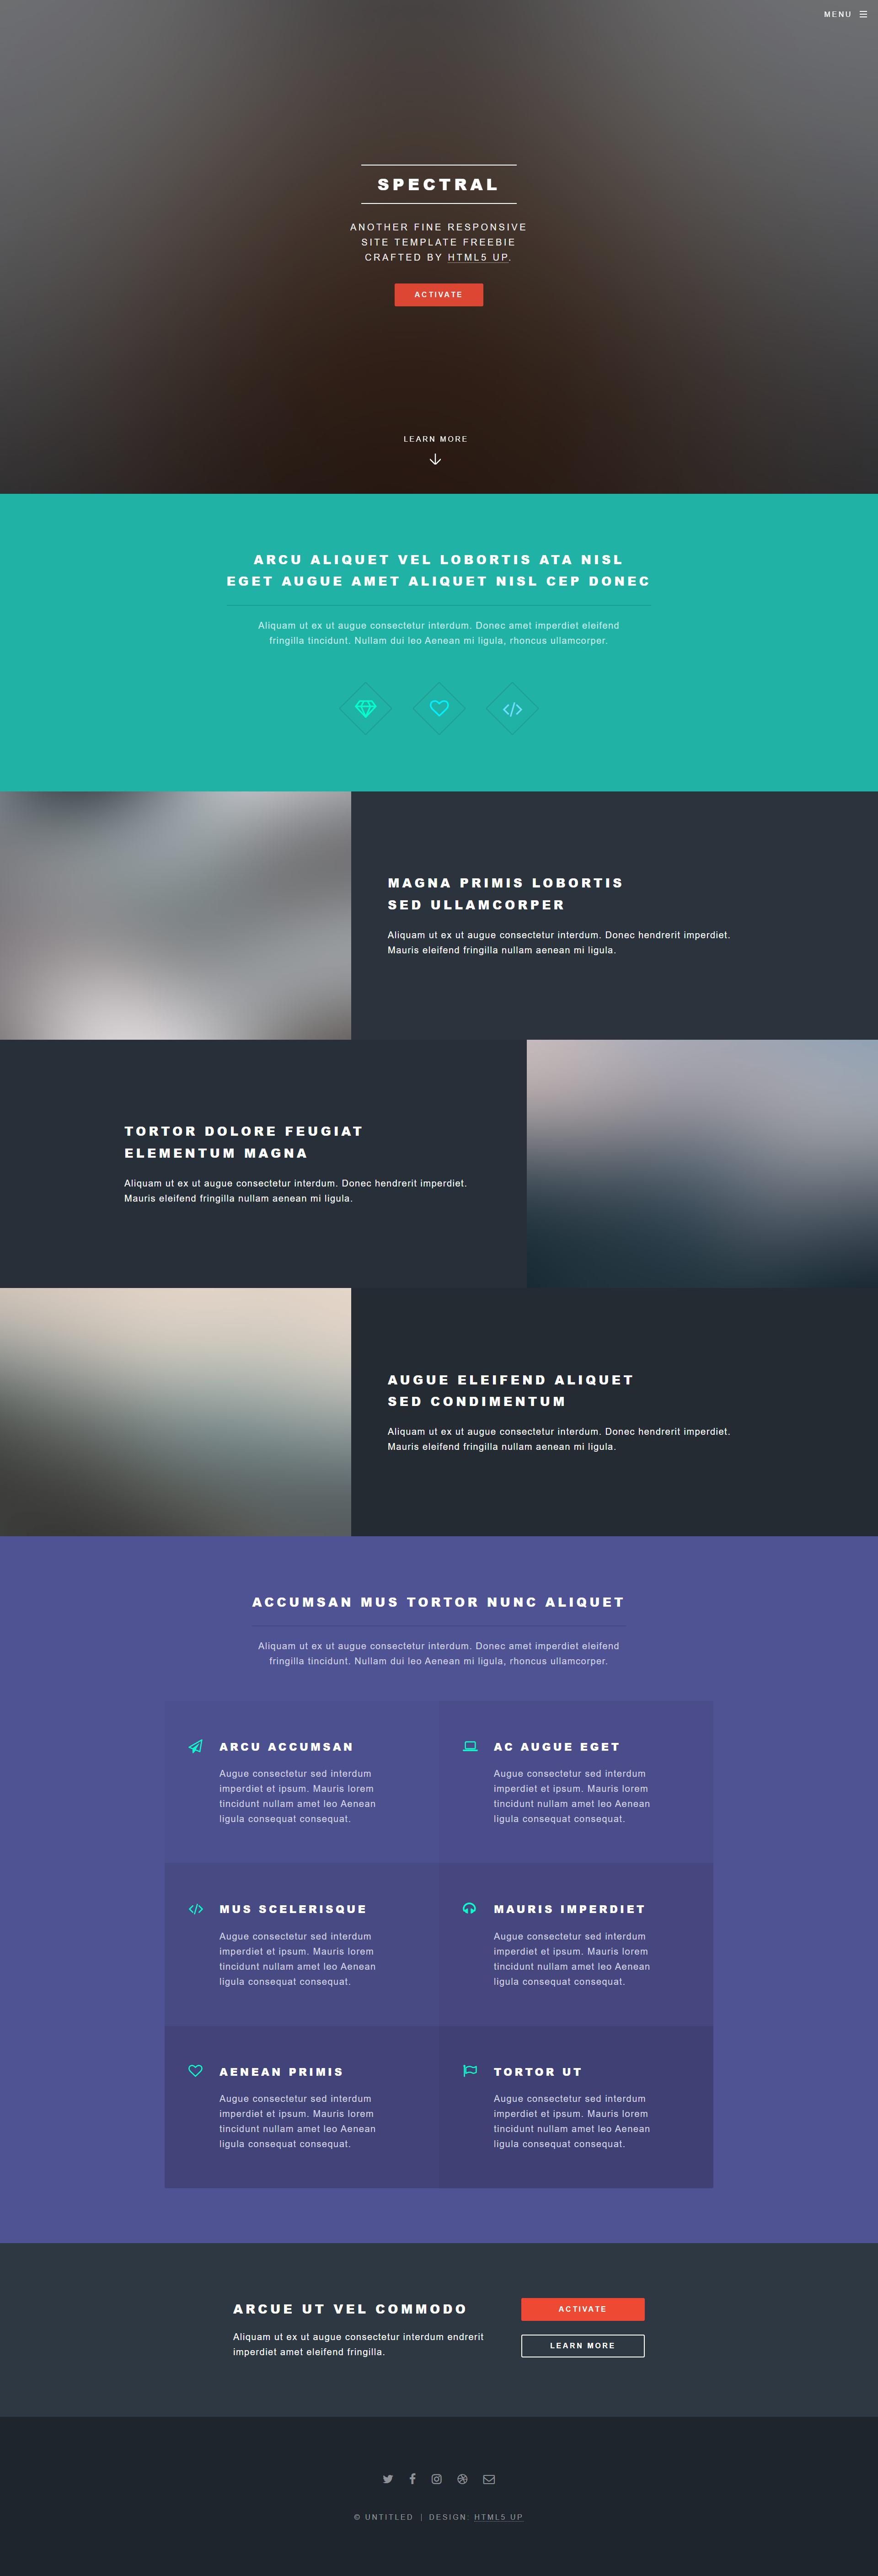 MENU
SPECTRAL
ANOTHER FINE RESPONSIVE
SITE TEMPLATE FREEBIE
CRAFTED BY HTML5 UP.
ACTIVATE
LEARN MORE
ARCU ALIQUET VEL LOBORTIS ATA NISL
EGET AUGUE AMET ALIQUET NISL CEP DONEC
Aliquam ut ex ut augue consectetur interdum. Donec amet imperdiet eleifend
fringilla tincidunt. Nullam dui leo Aenean mi ligula, rhoncus ullamcorper.
MAGNA PRIMIS LOBORTIS
SED ULLAMCORPER
Aliquam ut ex ut augue consectetur interdum. Donec hendrerit imperdiet.
Mauris eleifend fringilla nullam aenean mi ligula.
TORTOR DOLORE FEUGIAT
ELEMENTUM MAGNA
Aliquam ut ex ut augue consectetur interdum. Donec hendrerit imperdiet.
Mauris eleifend fringilla nullam aenean mi ligula.
AUGUE ELEIFEND ALIQUET
SED CONDIMENTUM
Aliquam ut ex ut augue consectetur interdum. Donec hendrerit imperdiet.
Mauris eleifend fringilla nullam aenean mi ligula.
ACCUMSAN MUS TORTOR NUNC ALIQUET
Aliquam ut ex ut augue consectetur interdum. Donec amet imperdiet eleifend
fringilla tincidunt. Nullam dui leo Aenean mi ligula, rhoncus ullamcorper.
ARCU ACCUMSAN
Augue consectetur sed interdum
imperdiet et ipsum. Mauris lorem
tincidunt nullam amet leo Aenean
ligula consequat consequat.
AC AUGUE EGET
Augue consectetur sed interdum
imperdiet et ipsum. Mauris lorem
tincidunt nullam amet leo Aenean
ligula consequat consequat.
MUS SCELERISQUE
Augue consectetur sed interdum
imperdiet et ipsum. Mauris lorem
tincidunt nullam amet leo Aenean
ligula consequat consequat.
MAURIS IMPERDIET
Augue consectetur sed interdum
imperdiet et ipsum. Mauris lorem
tincidunt nullam amet leo Aenean
ligula consequat consequat.
AENEAN PRIMIS
Augue consectetur sed interdum
imperdiet et ipsum. Mauris lorem
tincidunt nullam amet leo Aenean
ligula consequat consequat.
TORTOR UT
Augue consectetur sed interdum
imperdiet et ipsum. Mauris lorem
tincidunt nullam amet leo Aenean
ligula consequat consequat.
ARCUE UT VEL COMMODO
Aliquam ut ex ut augue consectetur interdum endrerit
imperdiet amet eleifend fringilla.
ACTIVATE
LEARN MORE
© UNTITLED | DESIGN: HTML5 UP